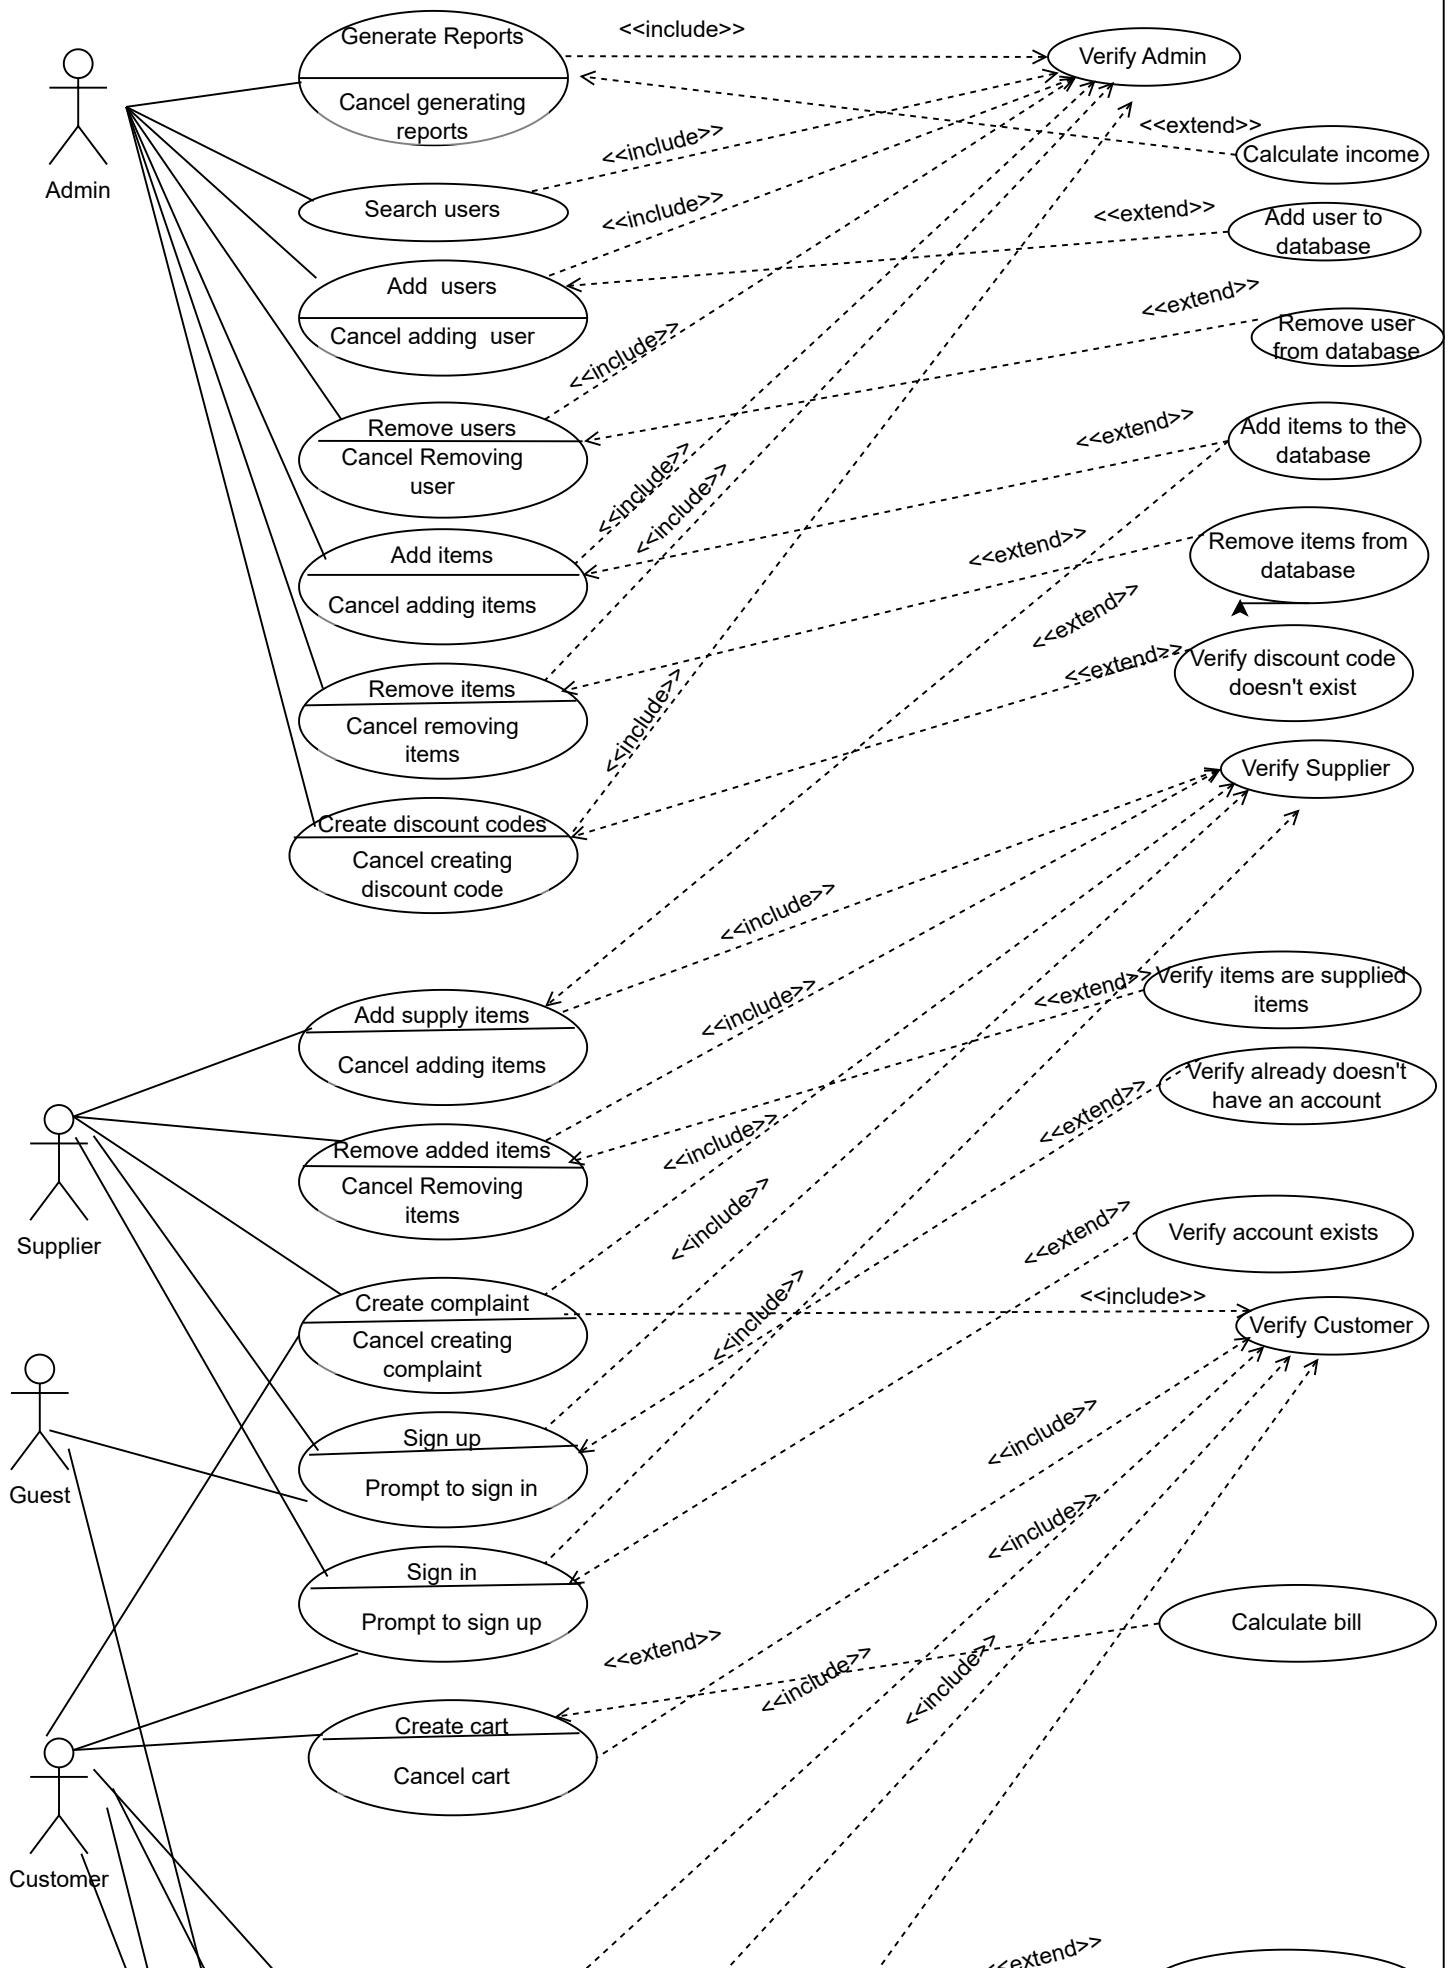 Generate Reports
<<include>>
Verify Admin
Cancel generating
reports
<<extend>>
Calculate income
Admin
<<include>>
Search users
<<include>>
<<extend>>
Add user to
database
Add  users
Cancel adding  user
<<extend>>
Remove user
from database
<<include>>
Remove users
Cancel Removing
user
<<extend>>
Add items to the
database
<<include>>
<<include>>
Add items
Cancel adding items
<<extend>>
Remove items from
database
<<extend>>
<<extend>>
Verify discount code
doesn't exist
Remove items
Cancel removing
items
<<include>>
Verify Supplier
Create discount codes
Cancel creating
discount code
<<include>>
<<extend>>
Verify items are supplied
items
<<include>>
Add supply items
Cancel adding items
Verify already doesn't
have an account
<<extend>>
<<include>>
Remove added items
Cancel Removing
items
Supplier
<<include>>
<<extend>>
Verify account exists
<<include>>
<<include>>
Create complaint
Cancel creating
complaint
Verify Customer
<<include>>
Sign up
Prompt to sign in
Guest
<<include>>
Sign in
Prompt to sign up
Calculate bill
<<extend>>
<<include>>
<<include>>
Create cart
Cancel cart
Customer
<<extend>>